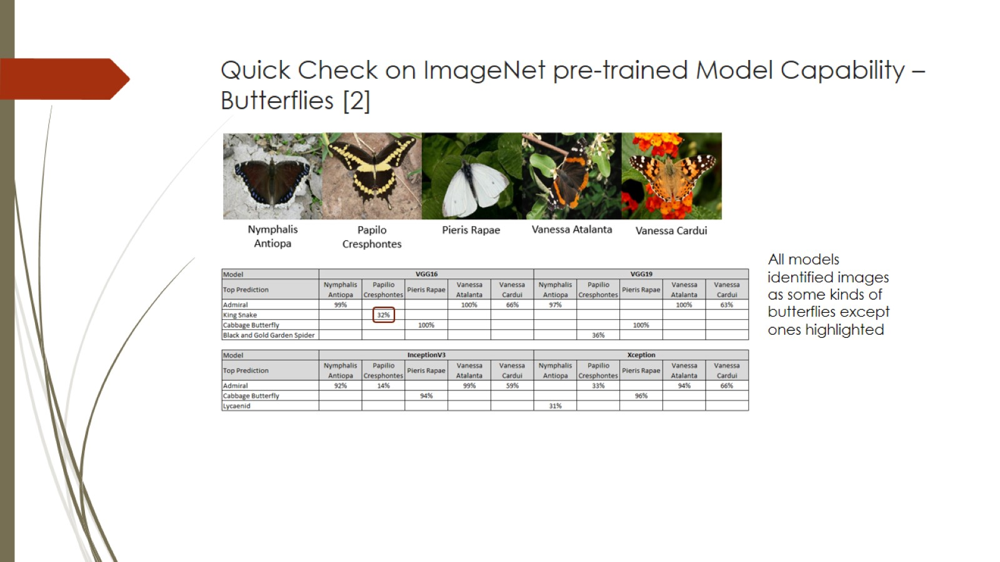 Quick Check on ImageNet pre-trained Model Capability –
Butterflies [2]
Nymphalis
Antiopa
Papilo
Cresphontes
Pieris Rapae
Vanessa Atalanta
Vanessa Cardui
All models
identified images
as some kinds of
butterflies except
ones highlighted
Model VGG16 VGG19
Top Prediction Nymphalis Antiopa Papilio Cresphontes Pieris Rapae Vanessa Atalanta Vanessa Cardui Nymphalis Antiopa Papilio Cresphontes Pieris Rapae Vanessa Atalanta Vanessa Cardui
Admiral 99% 100% 66% 97% 100% 63%
King Snake 32%
Cabbage Butterfly 100% 100%
Black and Gold Garden Spider 36%
Model InceptionV3 Xception
Top Prediction Nymphalis Antiopa Papilio Cresphontes Pieris Rapae Vanessa Atalanta Vanessa Cardui Nymphalis Antiopa Papilio Cresphontes Pieris Rapae Vanessa Atalanta Vanessa Cardui
Admiral 92% 14% 99% 59% 33% 94% 66%
Cabbage Butterfly 94% 96%
Lycaenid 31%